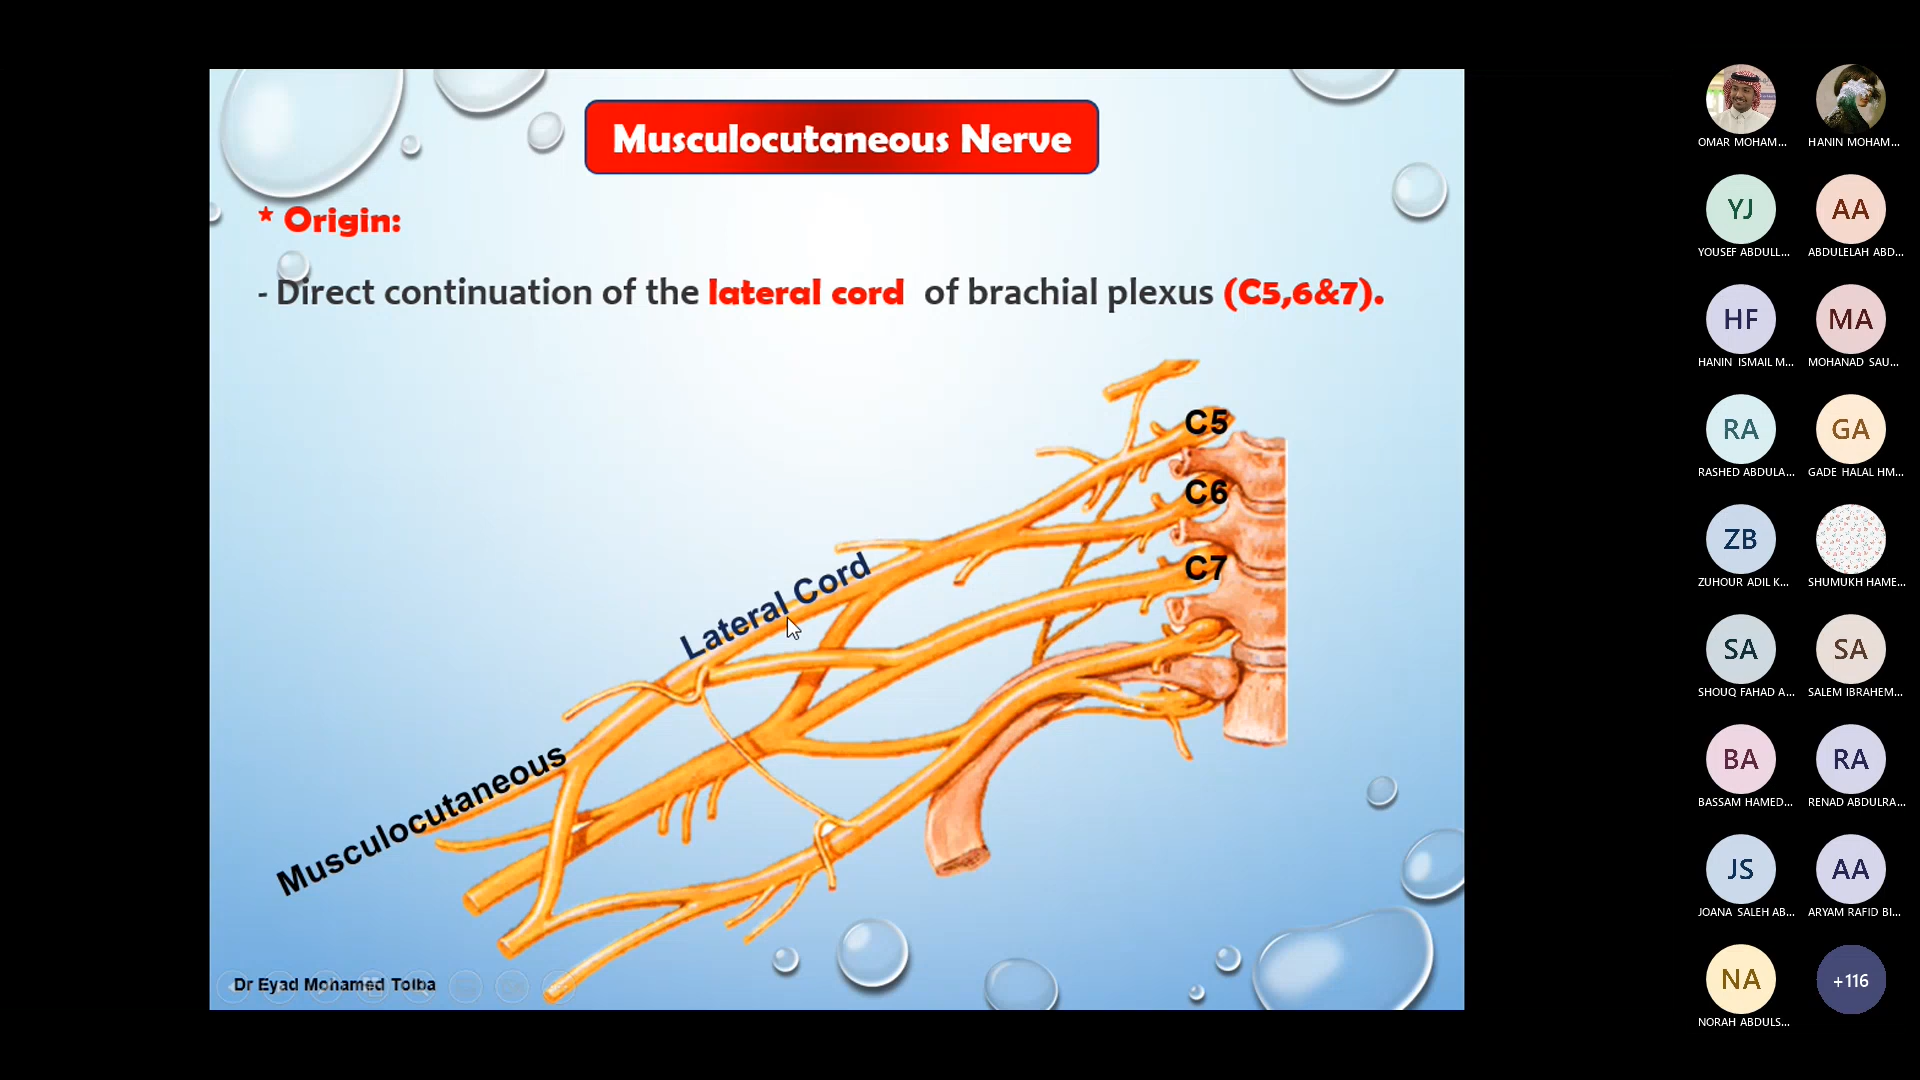 Musculocutaneous Nerve
* Origin:
- Direct continuation of the lateral cord of brachial plexus (C5,6&7).
C5
C6
C7
Lateral Cord
Musculocutaneous
Dr Eyad Mohamed Tolba
OMAR MOHAM...
HANIN MOHAM...
YJ
AA
YOUSEF ABDULL...
ABDULELAH ABD...
HF
MA
HANIN ISMAIL M...
MOHANAD SAU...
RA
GA
RASHED ABDULA...
GADE HALAL HM...
ZB
ZUHOUR ADIL K...
SHUMUKH HAME...
SA
SA
SHOUQ FAHAD A...
SALEM IBRAHEM...
BA
RA
BASSAM HAMED...
RENAD ABDULRA...
JS
AA
JOANA SALEH AB...
ARYAM RAFID BI...
NA
+116
NORAH ABDULS...